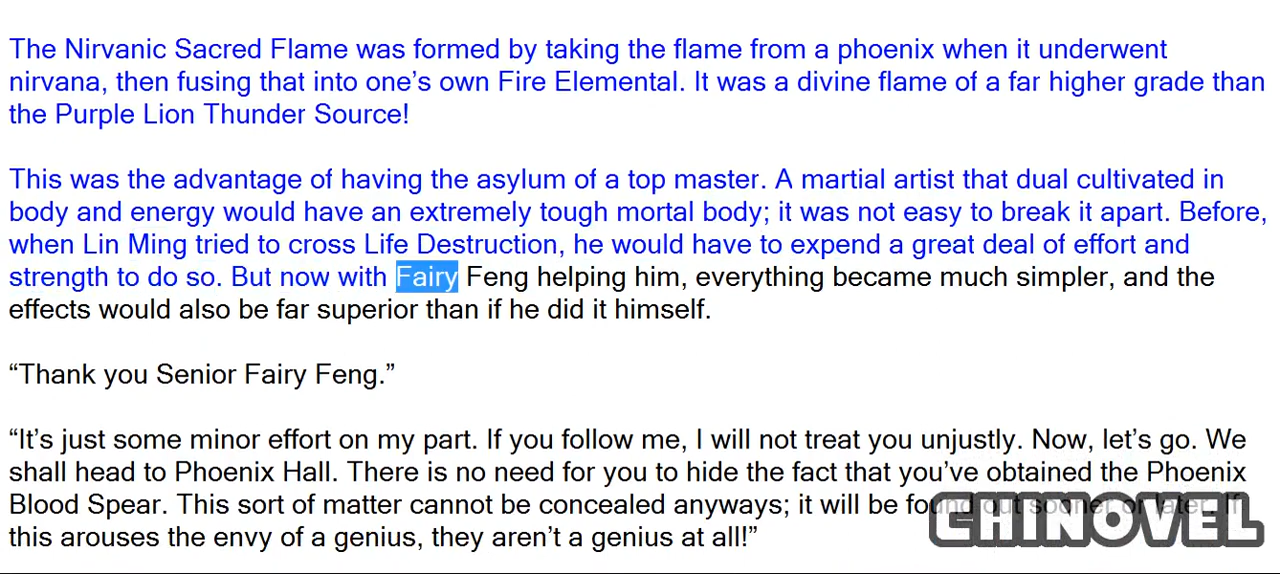 The Nirvanic Sacred Flame was formed by taking the flame from a phoenix when it underwent
nirvana, then fusing that into one’s own Fire Elemental. It was a divine flame of a far higher grade than
the Purple Lion Thunder Source!
This was the advantage of having the asylum of a top master. A martial artist that dual cultivated in
body and energy would have an extremely tough mortal body; it was not easy to break it apart. Before,
when Lin Ming tried to cross Life Destruction, he would have to expend a great deal of effort and
strength to do so. But now with Fairy Feng helping him, everything became much simpler, and the
effects would also be far superior than if he did it himself.
“Thank you Senior Fairy Feng.”
“It’s just some minor effort on my part. If you follow me, I will not treat you unjustly. Now, let’s go. We
shall head to Phoenix Hall. There is no need for you to hide the fact that you’ve obtained the Phoenix
Blood Spear. This sort of matter cannot be concealed anyways; it will be found out sooner or later. If
this arouses the envy of a genius, they aren’t a genius at all!”
CHINOVEL